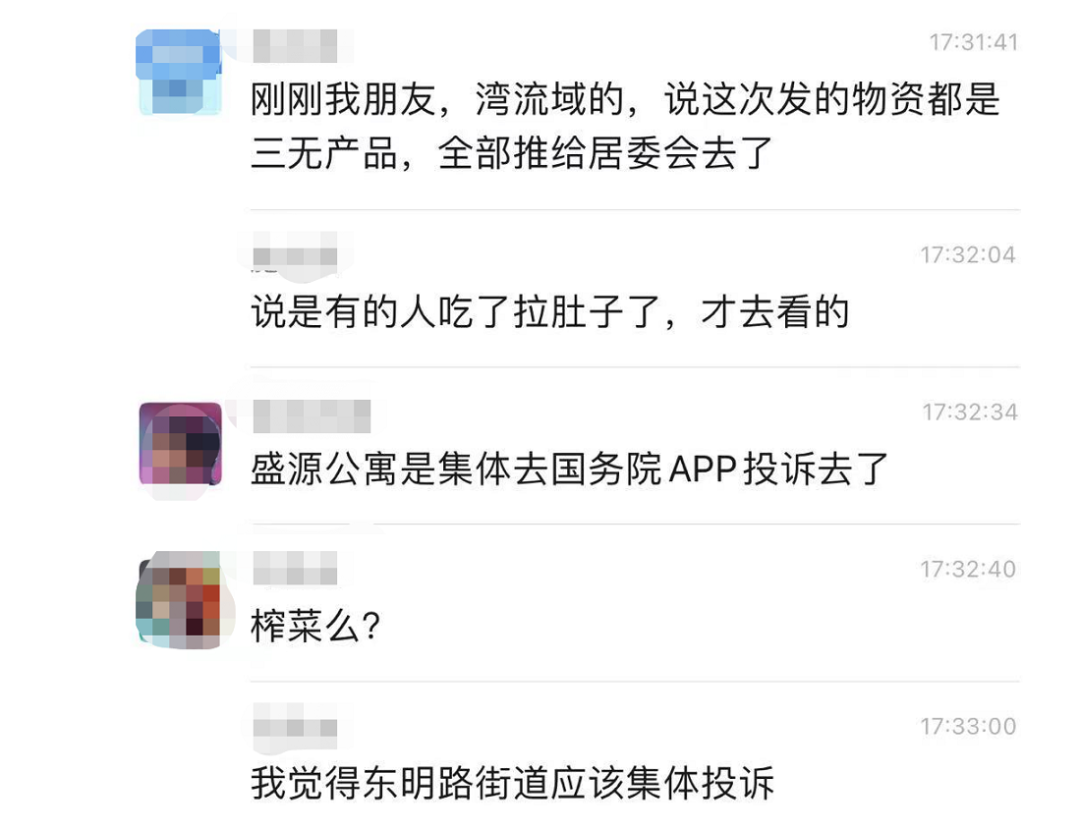 17:31:41
刚刚我朋友，湾流域的，说这次发的物资都是
三无产品，全部推给居委会去了
17:32:04
说是有的人吃了拉肚子了，才去看的
17:32:34
盛源公寓是集体去国务院APP投诉去了
17:32:40
榨菜么?
17:33:00
我觉得东明路街道应该集体投诉